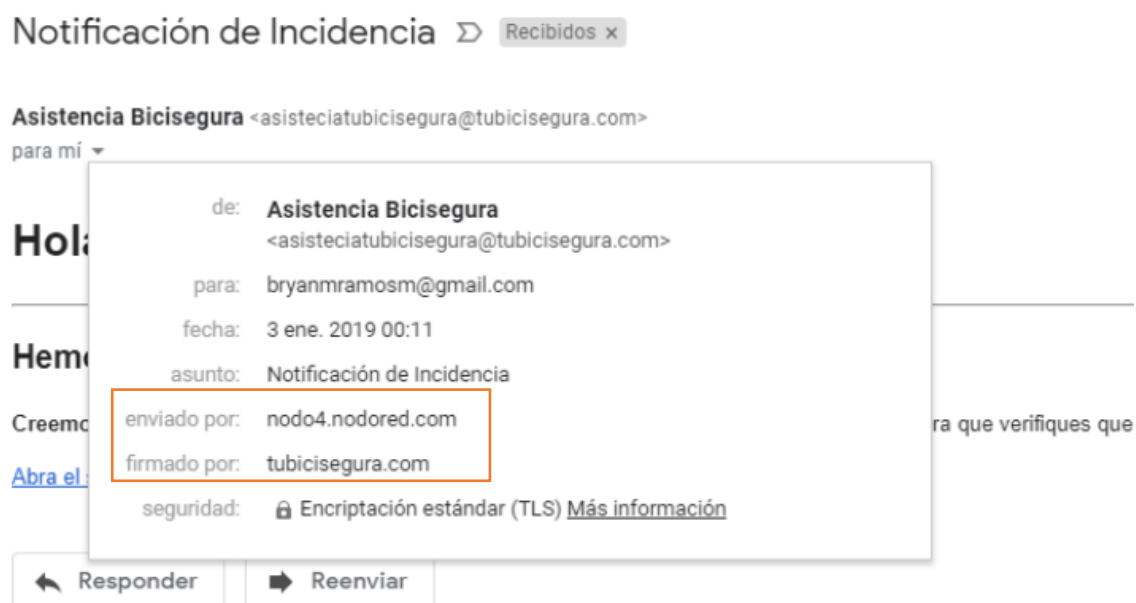 Notificación de Incidencia Recibidos x
Asistencia Bicisegura <asisteciatubicisegura@tubicisegura.com>
para mí
de: Asistencia Bicisegura
<asisteciatubicisegura@tubicisegura.com>
Hola
para: bryanmramosm@gmail.com
fecha: 3 ene. 2019 00:11
Hemo
asunto: Notificación de Incidencia
enviado por: nodo4.nodored.com
Creemo ra que verifiques que
firmado por: tubicisegura.com
Abra el
seguridad: Encriptación estándar (TLS) Más información
Responder Reenviar